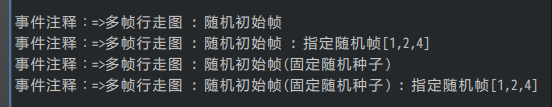 事件注释：=>多帧行走图 : 随机初始帧
事件注释：=>多帧行走图 : 随机初始帧 : 指定随机帧[1,2,4]
事件注释：=>多帧行走图 : 随机初始帧(固定随机种子)
事件注释：=>多帧行走图 : 随机初始帧(固定随机种子) : 指定随机帧[1,2,4]